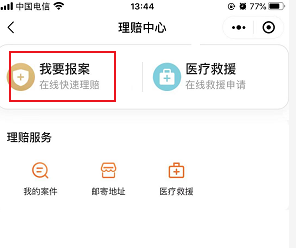 中国电信 13:44 77%
理赔中心
我要报案 医疗救援
在线快速理赔 在线救援申请
理赔服务
我的案件 邮寄地址 医疗救援